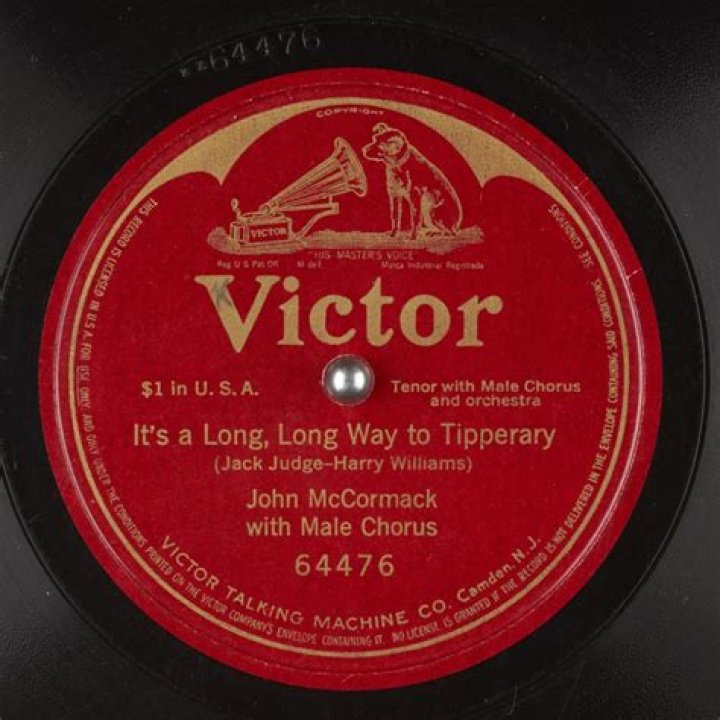 64476
COPYRIGHT
VICTOR
"HIS MASTER'S VOICE"
Reg U S Pat Off M de F. Marca Industrial Registrada
Victor
$1 in U. S. A.
Tenor with Male Chorus
and orchestra
It's a Long, Long Way to Tipperary
(Jack Judge–Harry Williams)
John McCormack
with Male Chorus
64476
VICTOR TALKING MACHINE CO. Camden, N. J.
THIS RECORD IS LICENSED IN U.S.A. FOR USE ONLY AND ONLY UNDER THE CONDITIONS PRINTED ON THE VICTOR COMPANY'S ENVELOPE CONTAINING IT. NO LICENSE IS GRANTED IF THE RECORD IS NOT DELIVERED IN THE ENVELOPE CONTAINING SAID CONDITIONS. SEE CONDITIONS